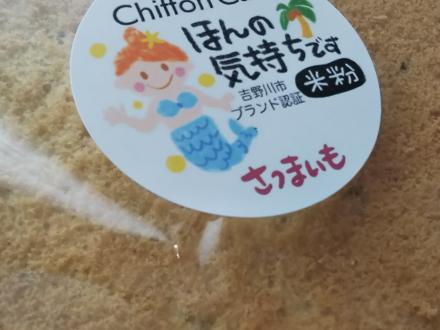 Chiffon
ほんの
気持ちです
吉野川市
ブランド認証
米粉
さつまいも